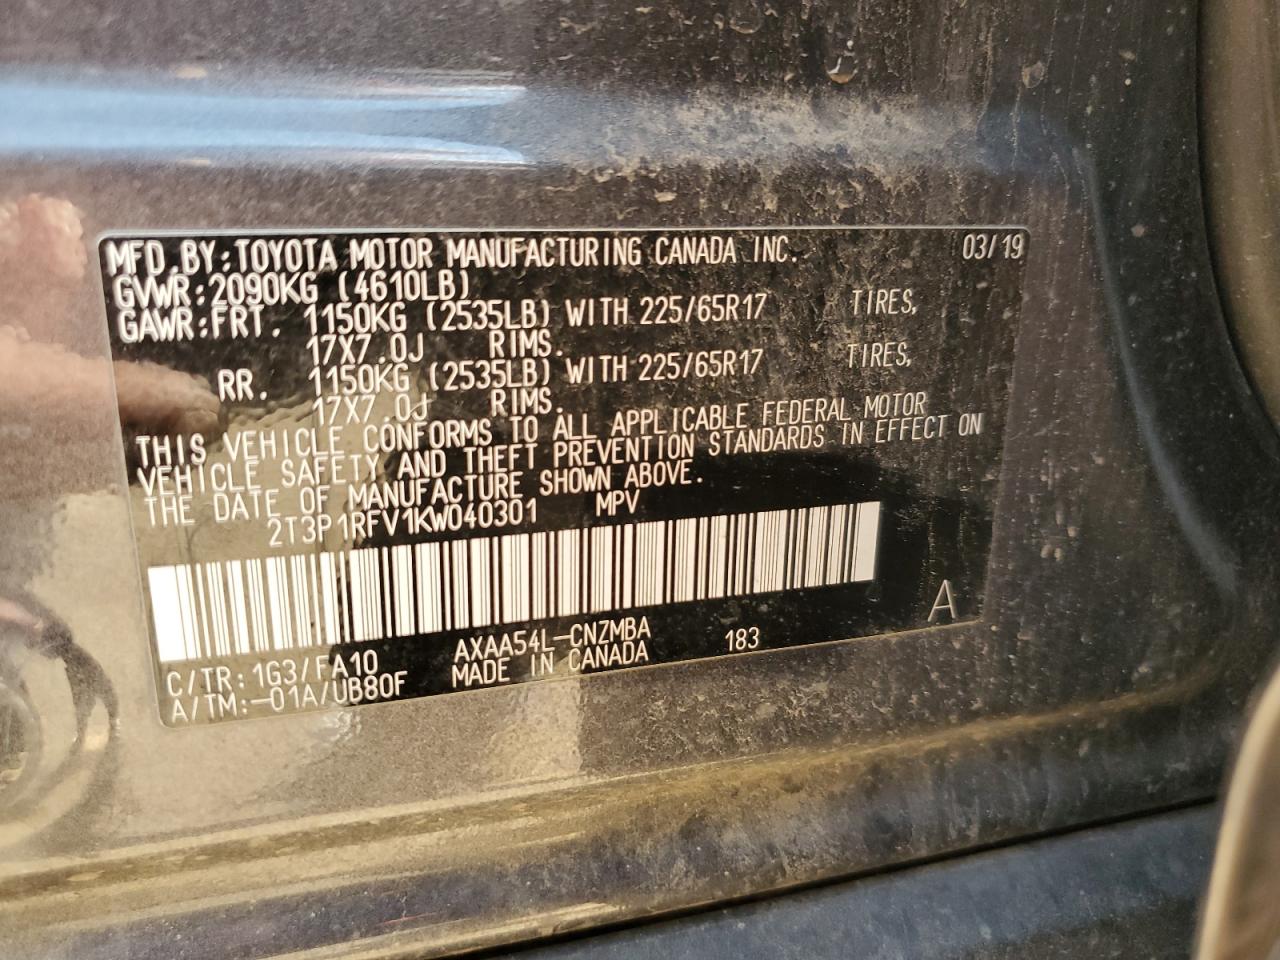 MFD.BY:TOYOTA MOTOR MANUFACTURING CANADA INC. 03/19
GVWR:2090KG (4610LB)
GAWR:FRT. 1150KG (2535LB) WITH 225/65R17 TIRES,
17X7.0J RIMS.
RR. 1150KG (2535LB) WITH 225/65R17 TIRES,
17X7.0J RIMS.
THIS VEHICLE CONFORMS TO ALL APPLICABLE FEDERAL MOTOR
VEHICLE SAFETY AND THEFT PREVENTION STANDARDS IN EFFECT ON
THE DATE OF MANUFACTURE SHOWN ABOVE.
2T3P1RFV1KW040301 MPV
A
C/TR:1G3/FA10 AXAA54L-CNZMBA 183
A/TM:-01A/UB80F MADE IN CANADA